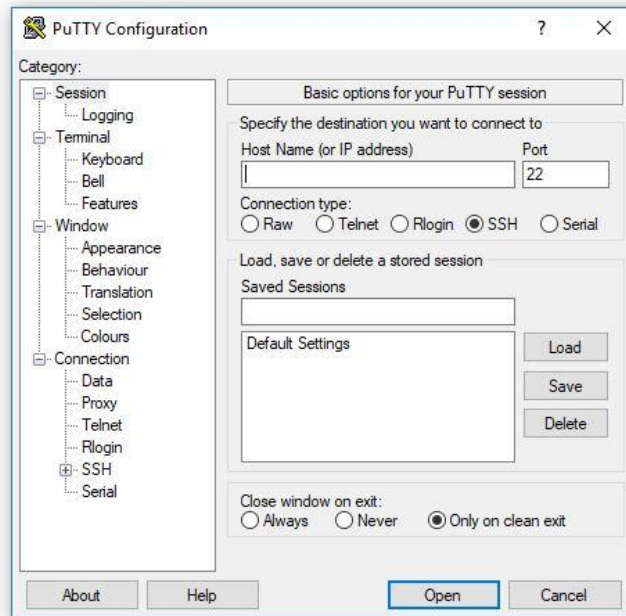 PuTTY Configuration
?
Category:
Session
Logging
Terminal
Keyboard
Bell
Features
Window
Appearance
Behaviour
Translation
Selection
Colours
Connection
Data
Proxy
Telnet
Rlogin
SSH
Serial
Basic options for your PuTTY session
Specify the destination you want to connect to
Host Name (or IP address) Port
22
Connection type:
Raw Telnet Rlogin SSH Serial
Load, save or delete a stored session
Saved Sessions
Default Settings
Load
Save
Delete
Close window on exit:
Always Never Only on clean exit
About Help Open Cancel